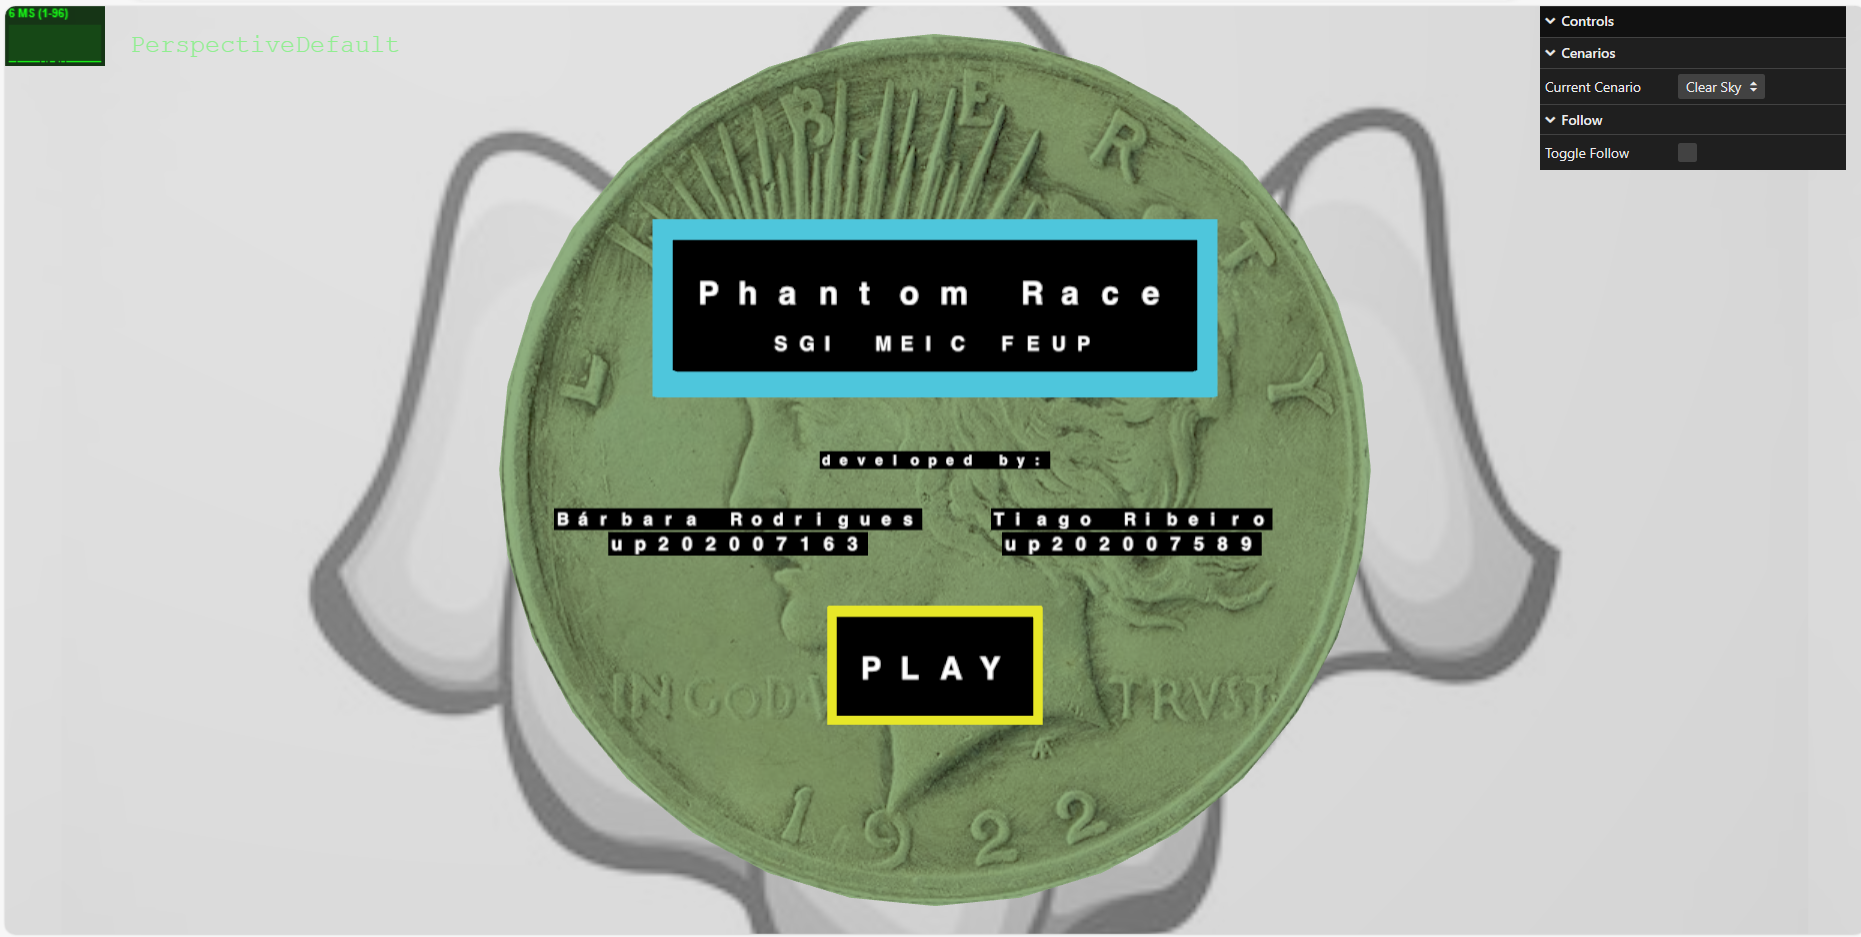 6 MS (1-96)
PerspectiveDefault
Controls
Cenarios
Current Cenario Clear Sky
Follow
Toggle Follow
LIBERTY
Phantom Race
SGI MEIC FEUP
developed by:
Bárbara Rodrigues
up202007163
Tiago Ribeiro
up202007589
PLAY
IN GOD TRVST
1922